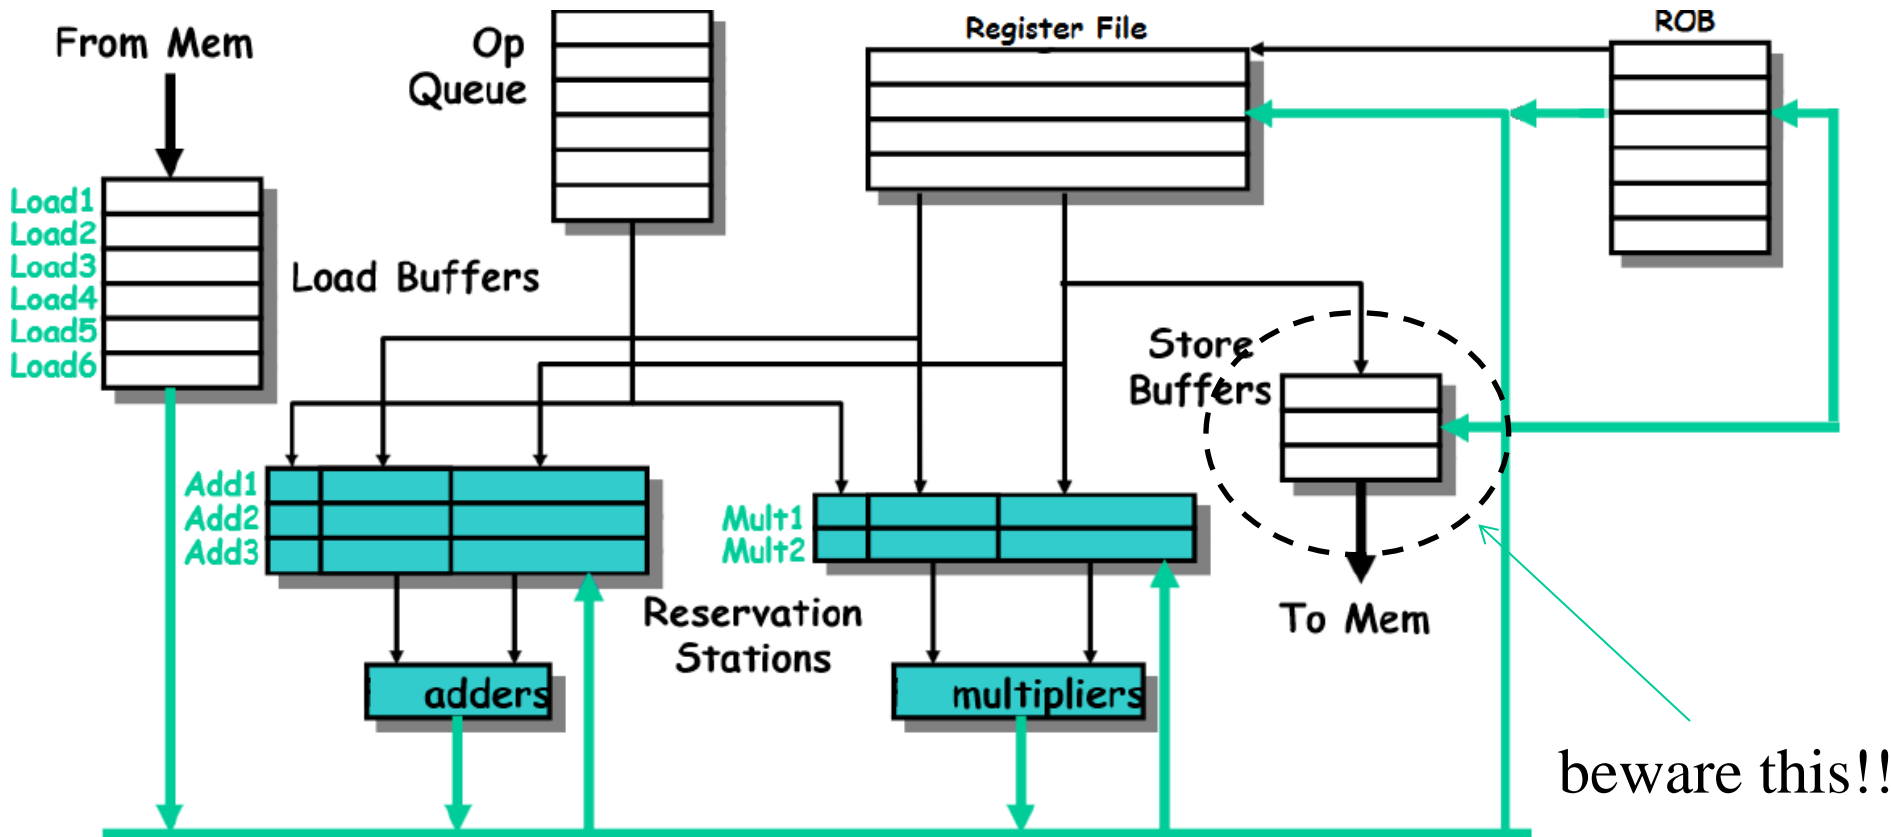 From Mem
Op
Queue
Register File
ROB
Load1
Load2
Load3
Load4
Load5
Load6
Load Buffers
Store
Buffers
Add1
Add2
Add3
Mult1
Mult2
Reservation
Stations
To Mem
adders
multipliers
beware this!!